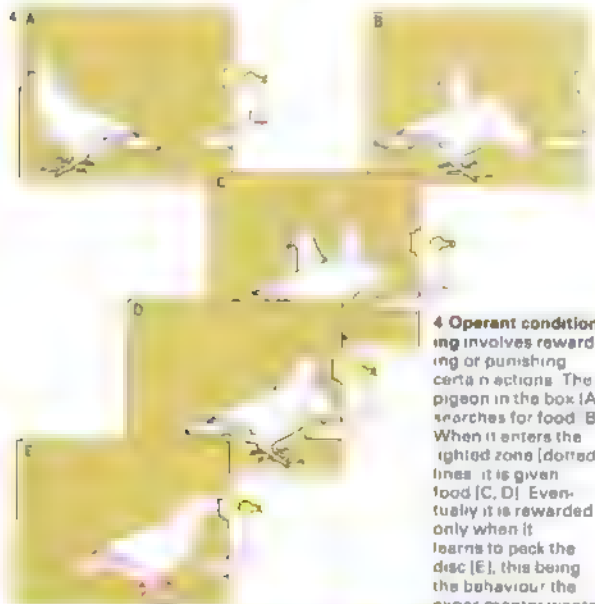 4 A
B
C
D
E
4 Operant condition-
ing involves reward-
ing or punishing
certain actions. The
pigeon in the box [A]
searches for food [B].
When it enters the
lighted zone [dotted
lines] it is given
food [C, D]. Even-
tually it is rewarded
only when it
learns to peck the
disc [E], this being
the behaviour the